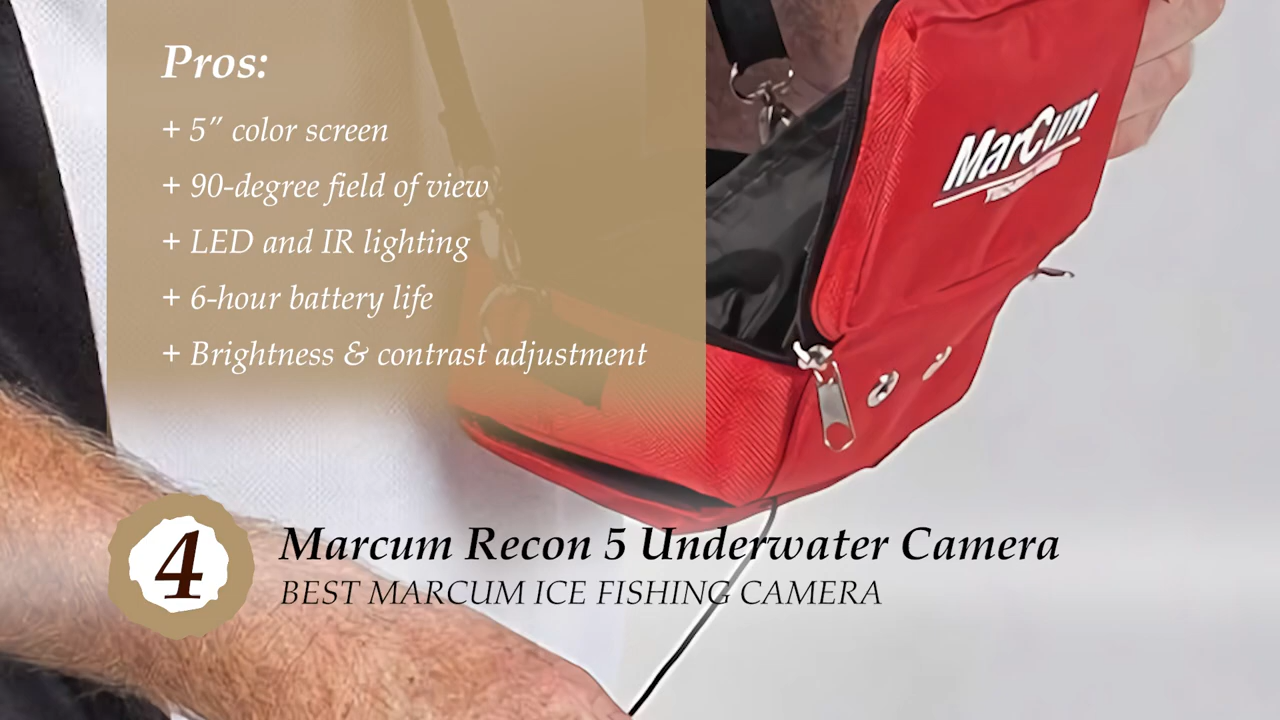 Pros:
+ 5” color screen
+ 90-degree field of view
+ LED and IR lighting
+ 6-hour battery life
+ Brightness & contrast adjustment
MarCum
4
Marcum Recon 5 Underwater Camera
BEST MARCUM ICE FISHING CAMERA